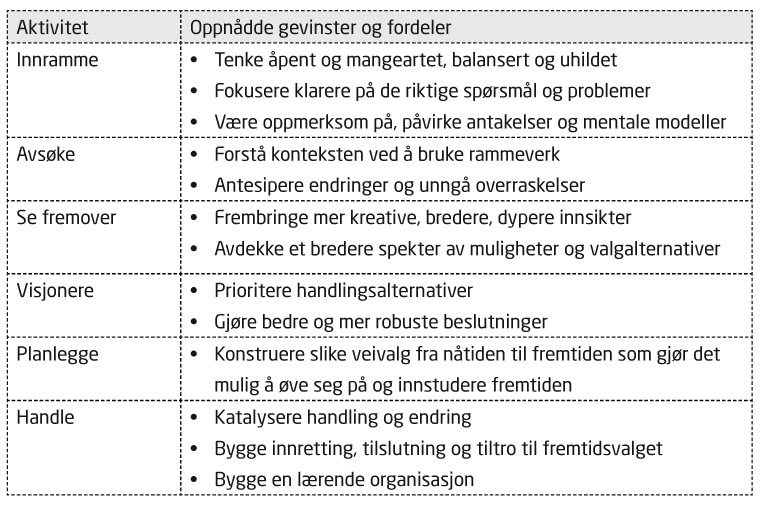 Aktivitet Oppnådde gevinster og fordeler
Innramme • Tenke åpent og mangeartet, balansert og uhildet
• Fokusere klarere på de riktige spørsmål og problemer
• Være oppmerksom på, påvirke antakelser og mentale modeller
Avsøke • Forstå konteksten ved å bruke rammeverk
• Antesipere endringer og unngå overraskelser
Se fremover • Frembringe mer kreative, bredere, dypere innsikter
• Avdekke et bredere spekter av muligheter og valgalternativer
Visjonere • Prioritere handlingsalternativer
• Gjøre bedre og mer robuste beslutninger
Planlegge • Konstruere slike veivalg fra nåtiden til fremtiden som gjør det
mulig å øve seg på og innstudere fremtiden
Handle • Katalysere handling og endring
• Bygge innretting, tilslutning og tiltro til fremtidsvalget
• Bygge en lærende organisasjon